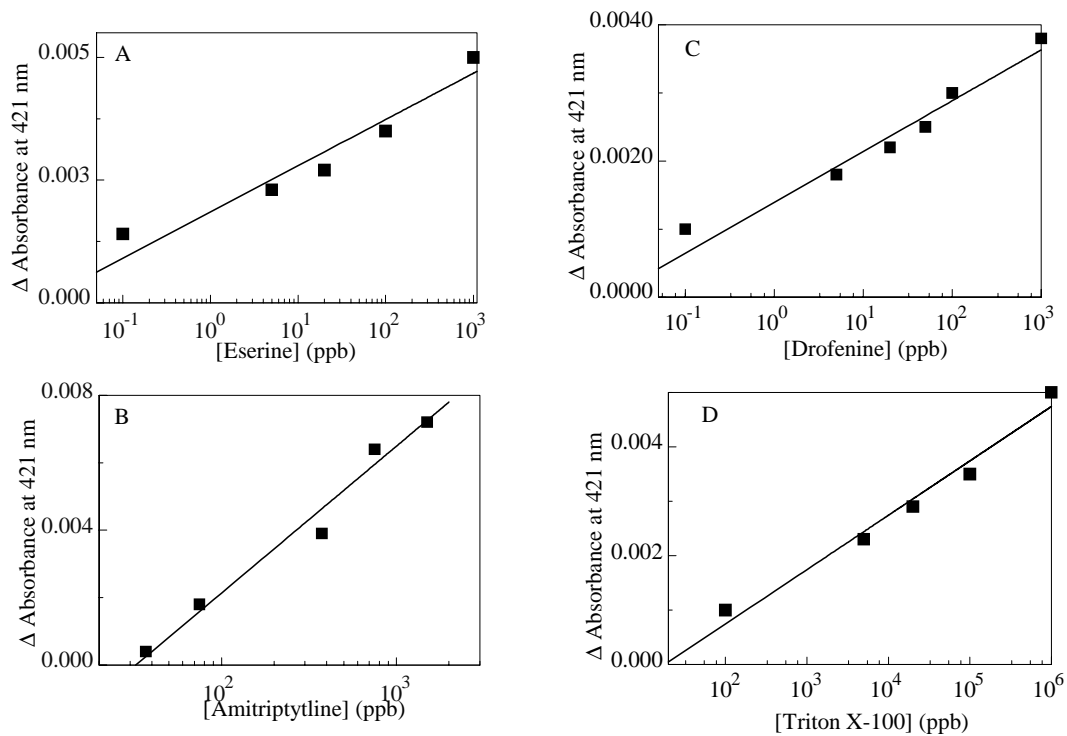 A
Δ Absorbance at 421 nm
0.005
0.003
0.000
10⁻¹ 10⁰ 10¹ 10² 10³
[Eserine] (ppb)
C
Δ Absorbance at 421 nm
0.0040
0.0020
0.0000
10⁻¹ 10⁰ 10¹ 10² 10³
[Drofenine] (ppb)
B
Δ Absorbance at 421 nm
0.008
0.004
0.000
10² 10³
[Amitriptytline] (ppb)
D
Δ Absorbance at 421 nm
0.004
0.002
0.000
10² 10³ 10⁴ 10⁵ 10⁶
[Triton X-100] (ppb)